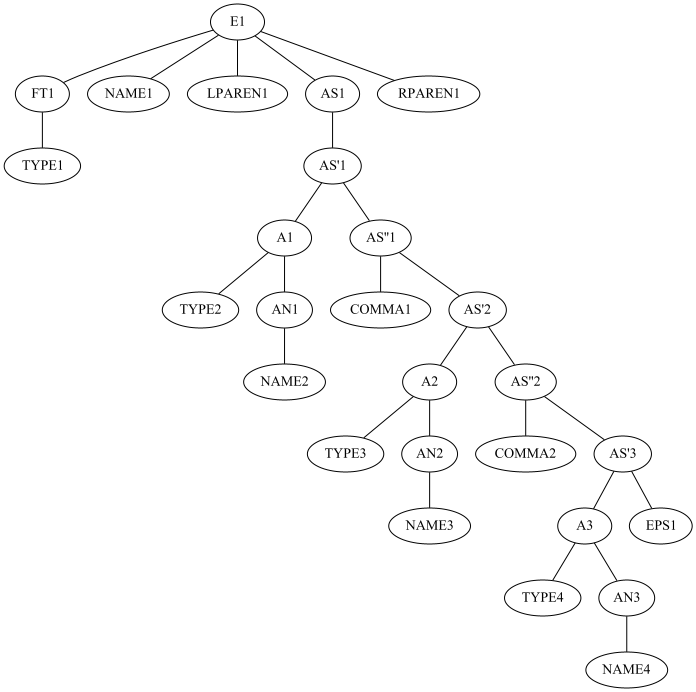 E1
FT1 NAME1 LPAREN1 AS1 RPAREN1
TYPE1 AS'1
A1 AS''1
TYPE2 AN1 COMMA1 AS'2
NAME2 A2 AS''2
TYPE3 AN2 COMMA2 AS'3
NAME3 A3 EPS1
TYPE4 AN3
NAME4